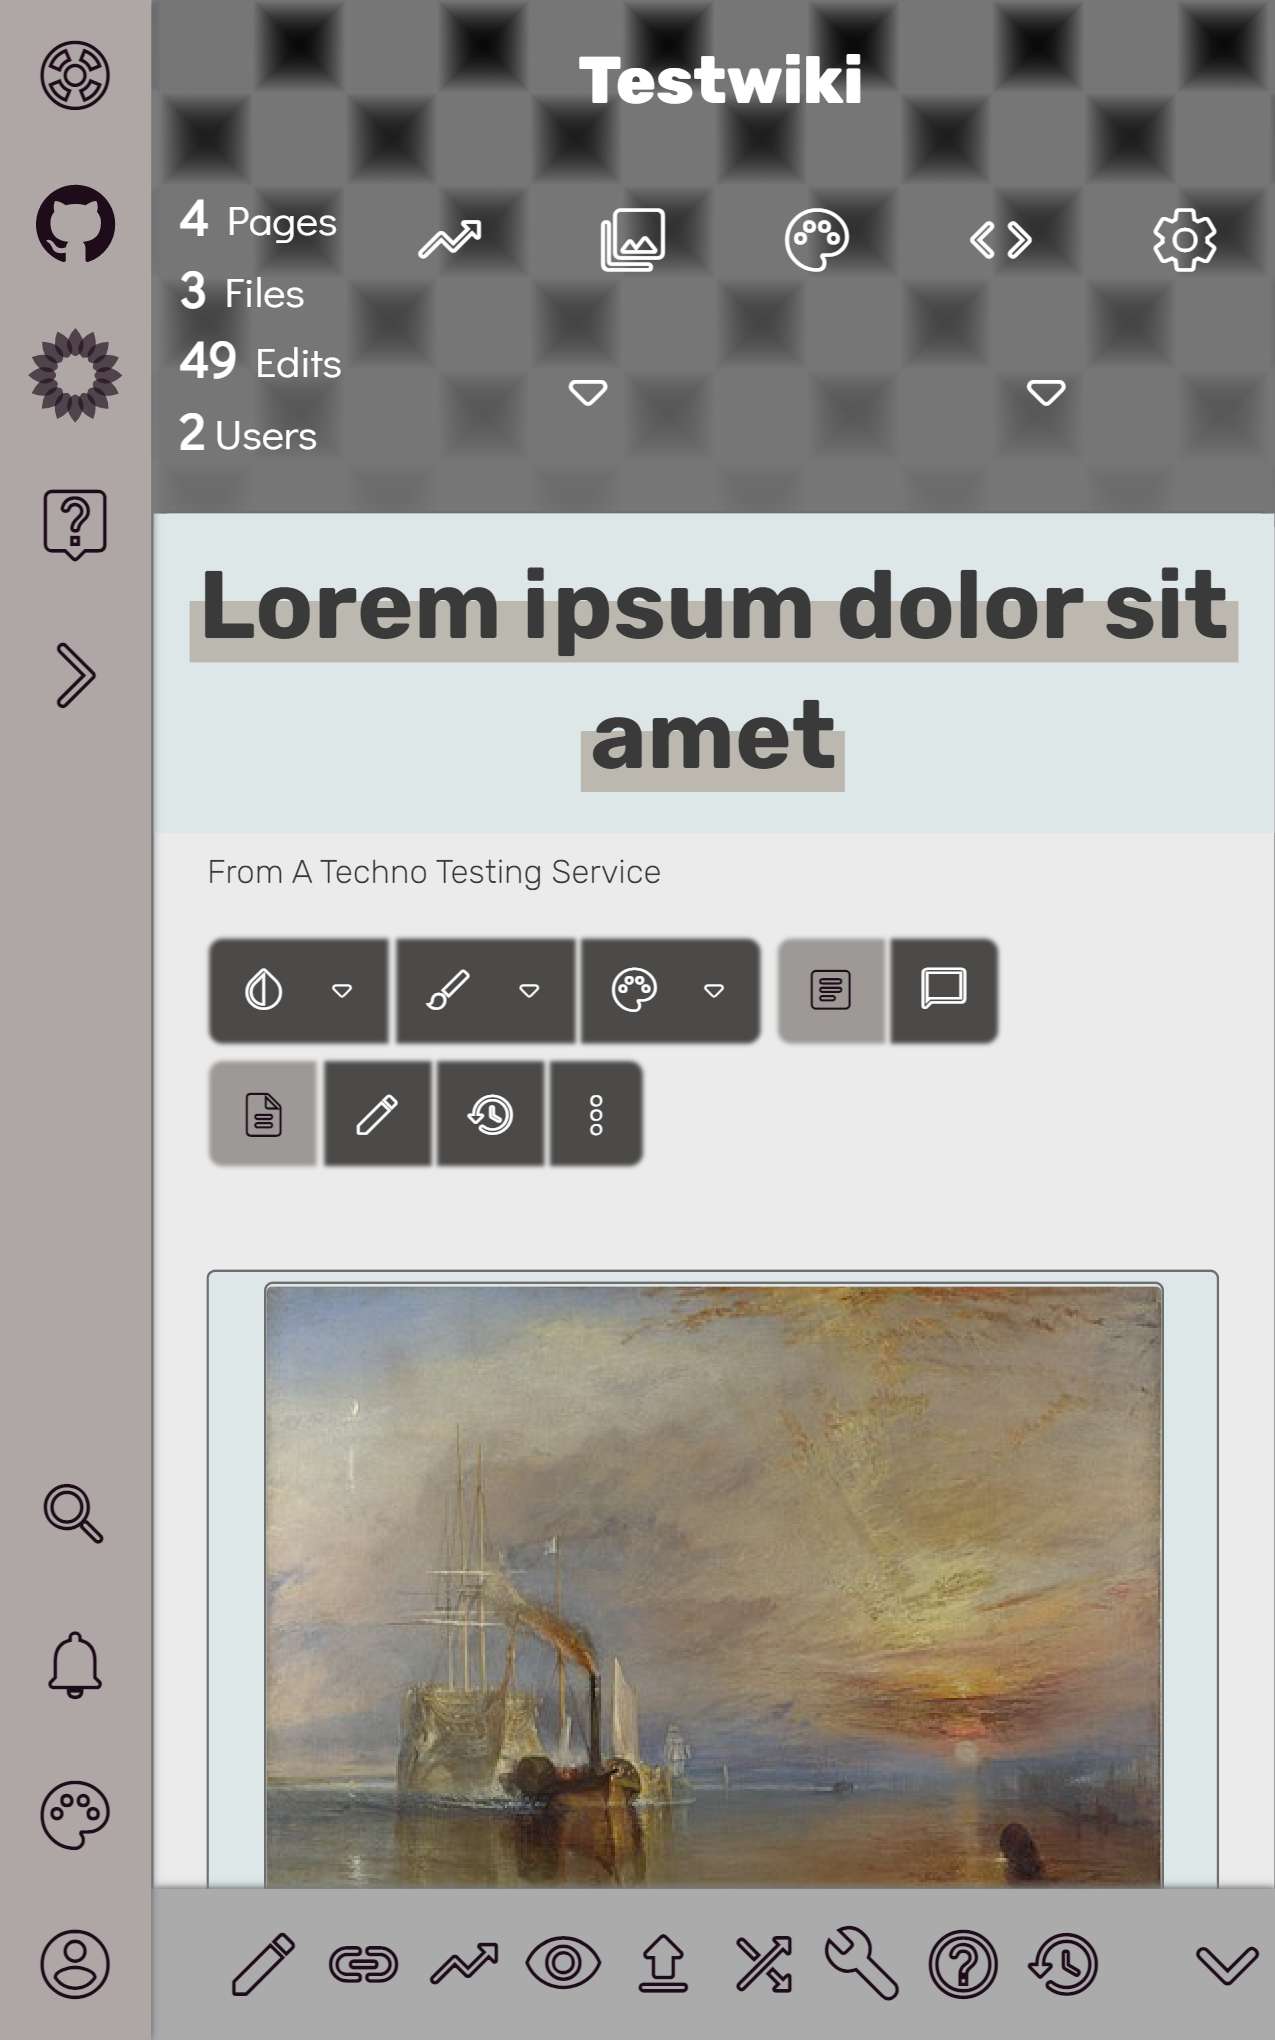 Testwiki
4 Pages
3 Files
49 Edits
2 Users
Lorem ipsum dolor sit
amet
From A Techno Testing Service